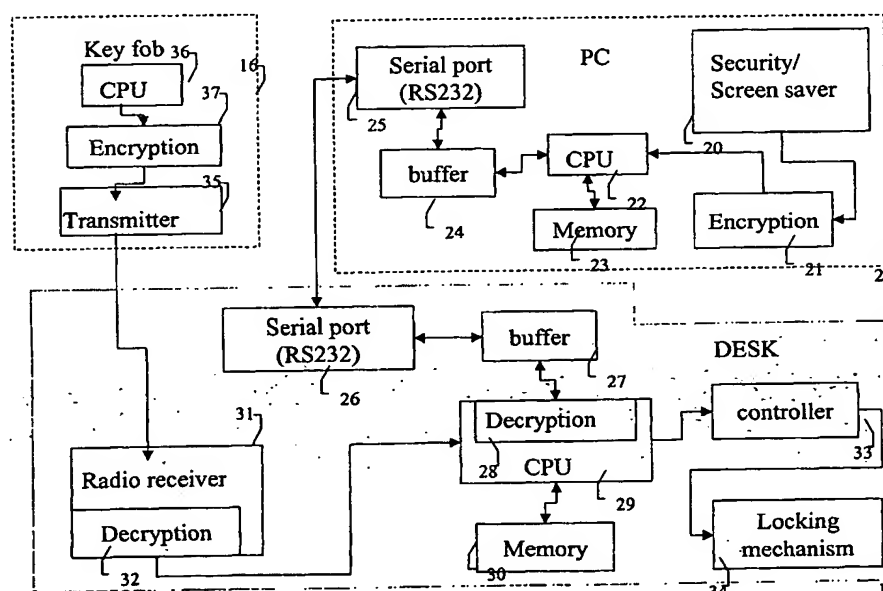 Key fob
36
CPU
16
37
Encryption
35
Transmitter
Serial port
(RS232)
25
PC
Security/
Screen saver
20
buffer
24
CPU
22
Memory
23
Encryption
21
2
Serial port
(RS232)
26
buffer
27
DESK
31
Radio receiver
Decryption
32
Decryption
28
CPU
29
Memory
30
controller
33
Locking
mechanism
34